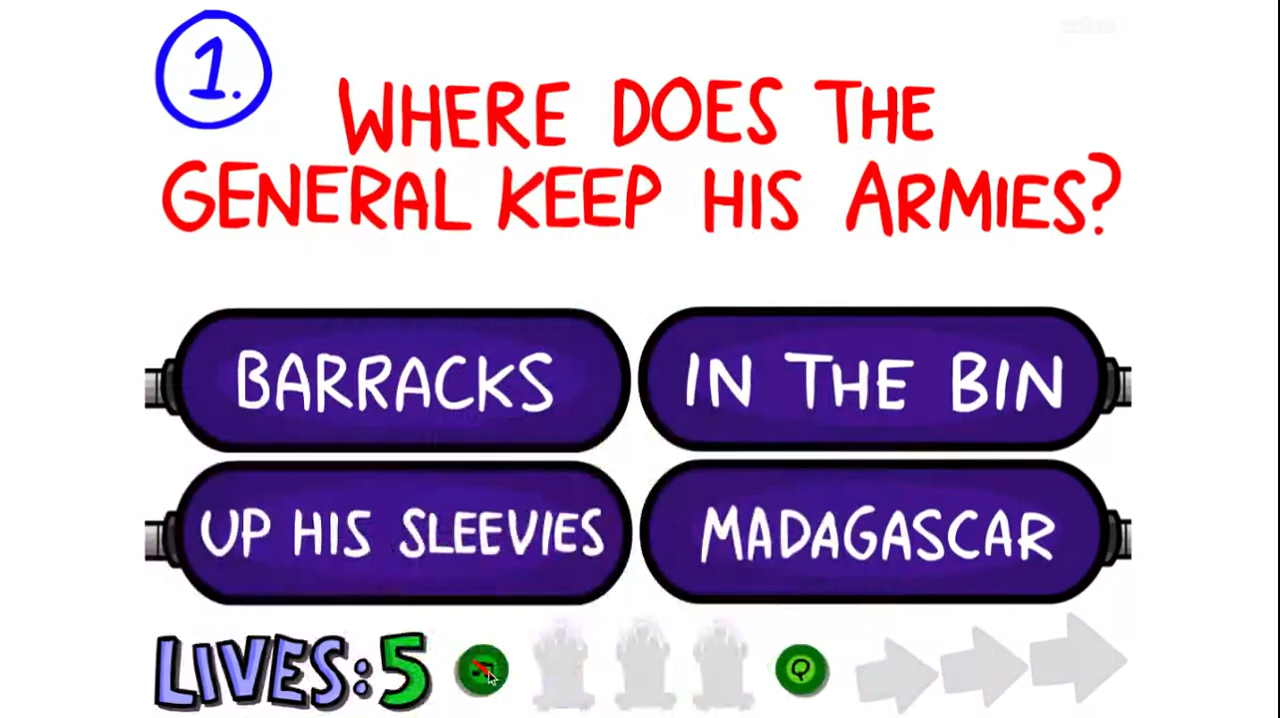 1.
WHERE DOES THE
GENERAL KEEP HIS ARMIES?
BARRACKS
IN THE BIN
UP HIS SLEEVIES
MADAGASCAR
LIVES: 5